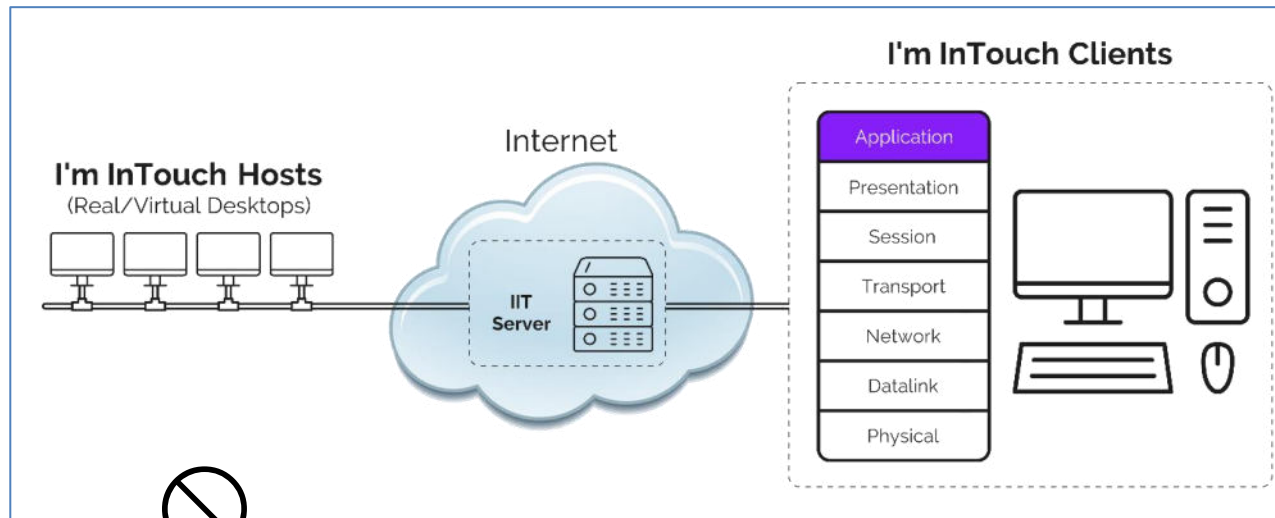 I'm InTouch Hosts
(Real/Virtual Desktops)
Internet
IIT
Server
I'm InTouch Clients
Application
Presentation
Session
Transport
Network
Datalink
Physical